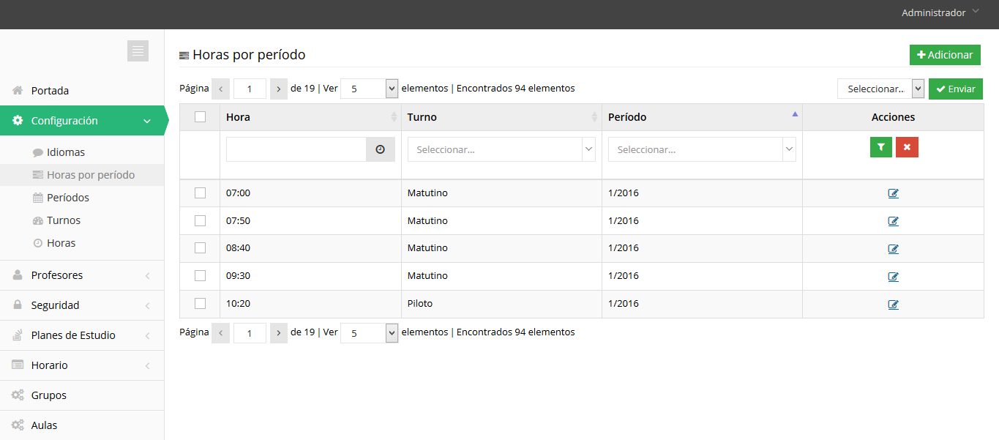 Administrador
Horas por período
Adicionar
Página 1 de 19 | Ver 5 elementos | Encontrados 94 elementos
Seleccionar... Enviar
Hora Turno Período Acciones
Seleccionar... Seleccionar...
07:00 Matutino 1/2016
07:50 Matutino 1/2016
08:40 Matutino 1/2016
09:30 Matutino 1/2016
10:20 Piloto 1/2016
Página 1 de 19 | Ver 5 elementos | Encontrados 94 elementos
Portada
Configuración
Idiomas
Horas por período
Períodos
Turnos
Horas
Profesores
Seguridad
Planes de Estudio
Horario
Grupos
Aulas